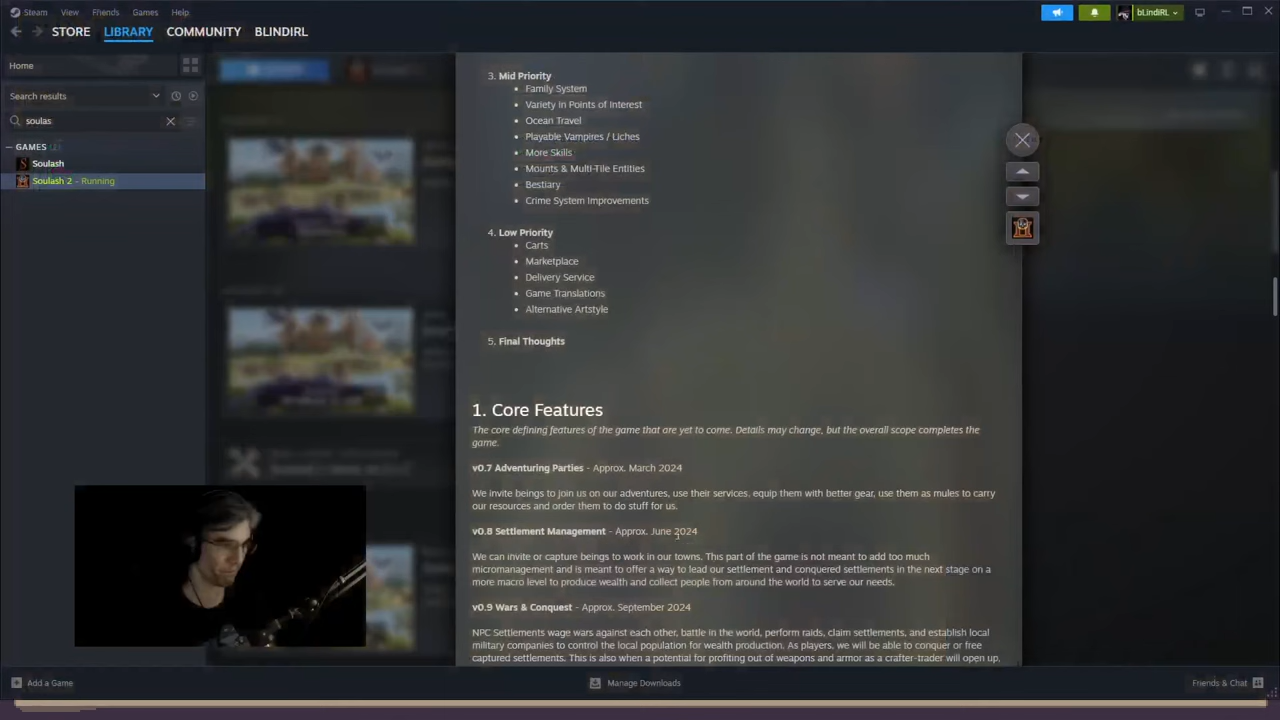 Steam View Friends Games Help
bLindiRL
STORE LIBRARY COMMUNITY BLINDIRL
Home
Search results
soulas
GAMES (2)
Soulash
Soulash 2 - Running
3. Mid Priority
Family System
Variety in Points of Interest
Ocean Travel
Playable Vampires / Liches
More Skills
Mounts & Multi-Tile Entities
Bestiary
Crime System Improvements
4. Low Priority
Carts
Marketplace
Delivery Service
Game Translations
Alternative Artstyle
5. Final Thoughts
1. Core Features
The core defining features of the game that are yet to come. Details may change, but the overall scope completes the
game.
v0.7 Adventuring Parties - Approx. March 2024
We invite beings to join us on our adventures, use their services. equip them with better gear, use them as mules to carry
our resources and order them to do stuff for us.
v0.8 Settlement Management - Approx. June 2024
We can invite or capture beings to work in our towns. This part of the game is not meant to add too much
micromanagement and is meant to offer a way to lead our settlement and conquered settlements in the next stage on a
more macro level to produce wealth and collect people from around the world to serve our needs.
v0.9 Wars & Conquest - Approx. September 2024
NPC Settlements wage wars against each other, battle in the world, perform raids, claim settlements, and establish local
military companies to control the local population for wealth production. As players, we will be able to conquer or free
captured settlements. This is also when a potential for profiting out of weapons and armor as a crafter-trader will open up,
Add a Game
Manage Downloads
Friends & Chat